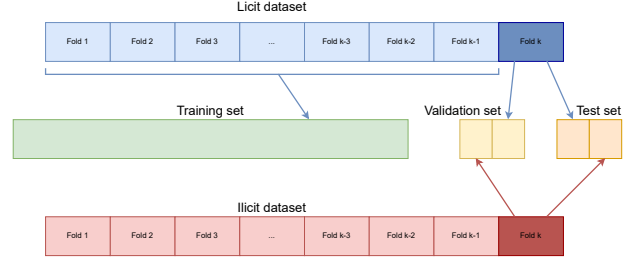 Licit dataset
Fold 1 Fold 2 Fold 3 ... Fold k-3 Fold k-2 Fold k-1 Fold k
Training set Validation set Test set
Ilicit dataset
Fold 1 Fold 2 Fold 3 ... Fold k-3 Fold k-2 Fold k-1 Fold k